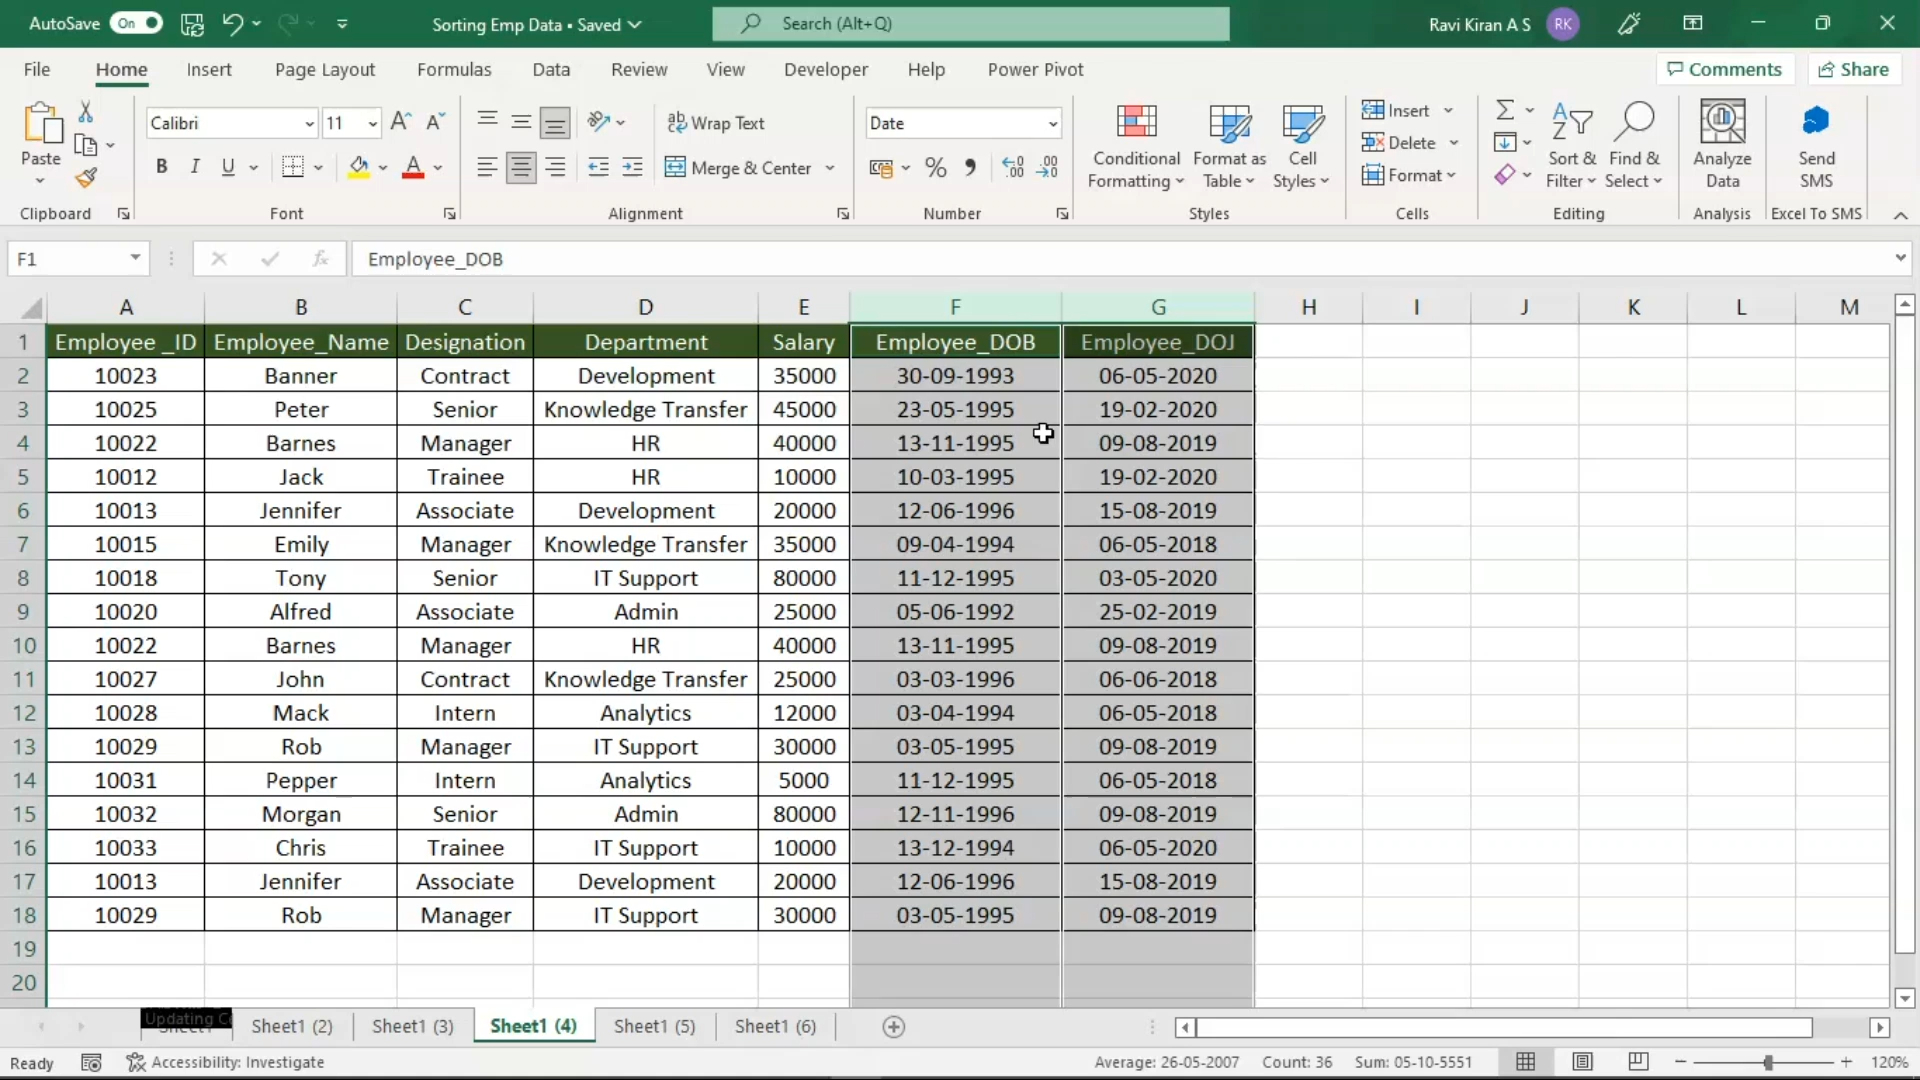 AutoSave On Sorting Emp Data • Saved Search (Alt+Q) Ravi Kiran A S RK
File Home Insert Page Layout Formulas Data Review View Developer Help Power Pivot Comments Share
Calibri 11 Wrap Text Date Insert
Paste Conditional Formatting Format as Table Cell Styles Delete Sort & Filter Find & Select Analyze Data Send SMS
B I U Merge & Center % Format
Clipboard Font Alignment Number Styles Cells Editing Analysis Excel To SMS
F1 fx Employee_DOB
A B C D E F G H I J K L M
1 Employee _ID Employee_Name Designation Department Salary Employee_DOB Employee_DOJ
2 10023 Banner Contract Development 35000 30-09-1993 06-05-2020
3 10025 Peter Senior Knowledge Transfer 45000 23-05-1995 19-02-2020
4 10022 Barnes Manager HR 40000 13-11-1995 09-08-2019
5 10012 Jack Trainee HR 10000 10-03-1995 19-02-2020
6 10013 Jennifer Associate Development 20000 12-06-1996 15-08-2019
7 10015 Emily Manager Knowledge Transfer 35000 09-04-1994 06-05-2018
8 10018 Tony Senior IT Support 80000 11-12-1995 03-05-2020
9 10020 Alfred Associate Admin 25000 05-06-1992 25-02-2019
10 10022 Barnes Manager HR 40000 13-11-1995 09-08-2019
11 10027 John Contract Knowledge Transfer 25000 03-03-1996 06-06-2018
12 10028 Mack Intern Analytics 12000 03-04-1994 06-05-2018
13 10029 Rob Manager IT Support 30000 03-05-1995 09-08-2019
14 10031 Pepper Intern Analytics 5000 11-12-1995 06-05-2018
15 10032 Morgan Senior Admin 80000 12-11-1996 09-08-2019
16 10033 Chris Trainee IT Support 10000 13-12-1994 06-05-2020
17 10013 Jennifer Associate Development 20000 12-06-1996 15-08-2019
18 10029 Rob Manager IT Support 30000 03-05-1995 09-08-2019
19
20
Updating Sheet1 (2) Sheet1 (3) Sheet1 (4) Sheet1 (5) Sheet1 (6)
Ready Accessibility: Investigate Average: 26-05-2007 Count: 36 Sum: 05-10-5551 120%